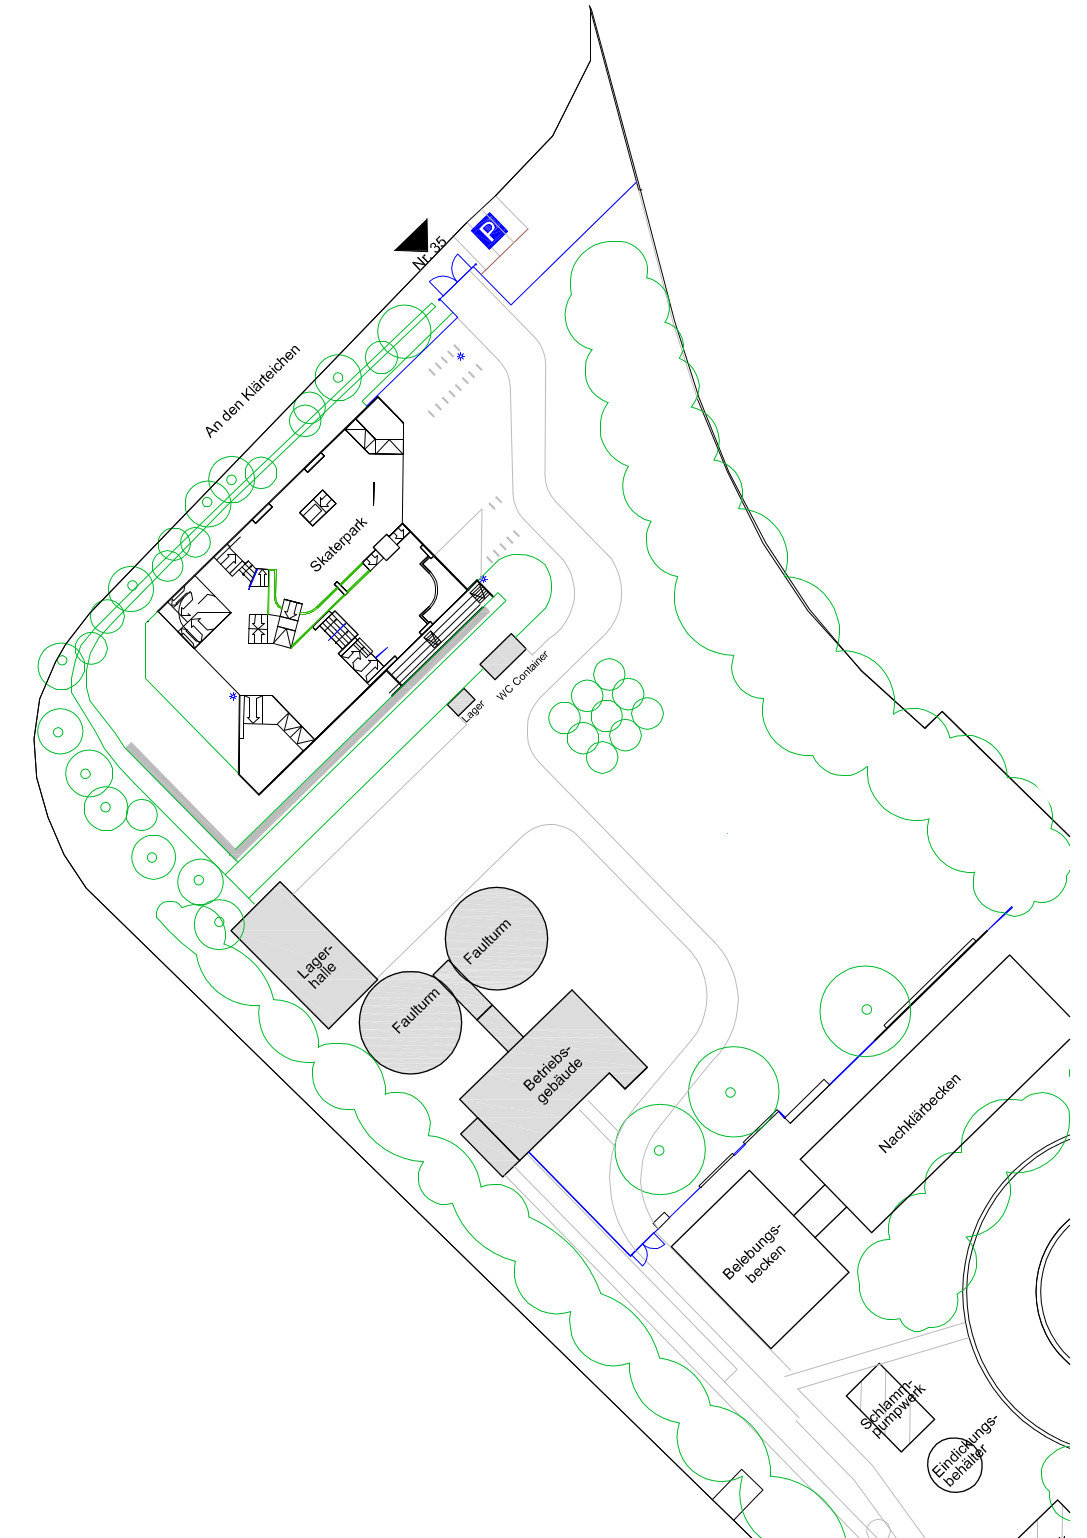 P
Nr. 35
An den Klärteichen
Skaterpark
WC Container
Lager
Lager-
halle
Faulturm
Faulturm
Betriebs-
gebäude
Nachklärbecken
Belebungs-
becken
Schlamm-
pumpwerk
Eindickungs-
behälter